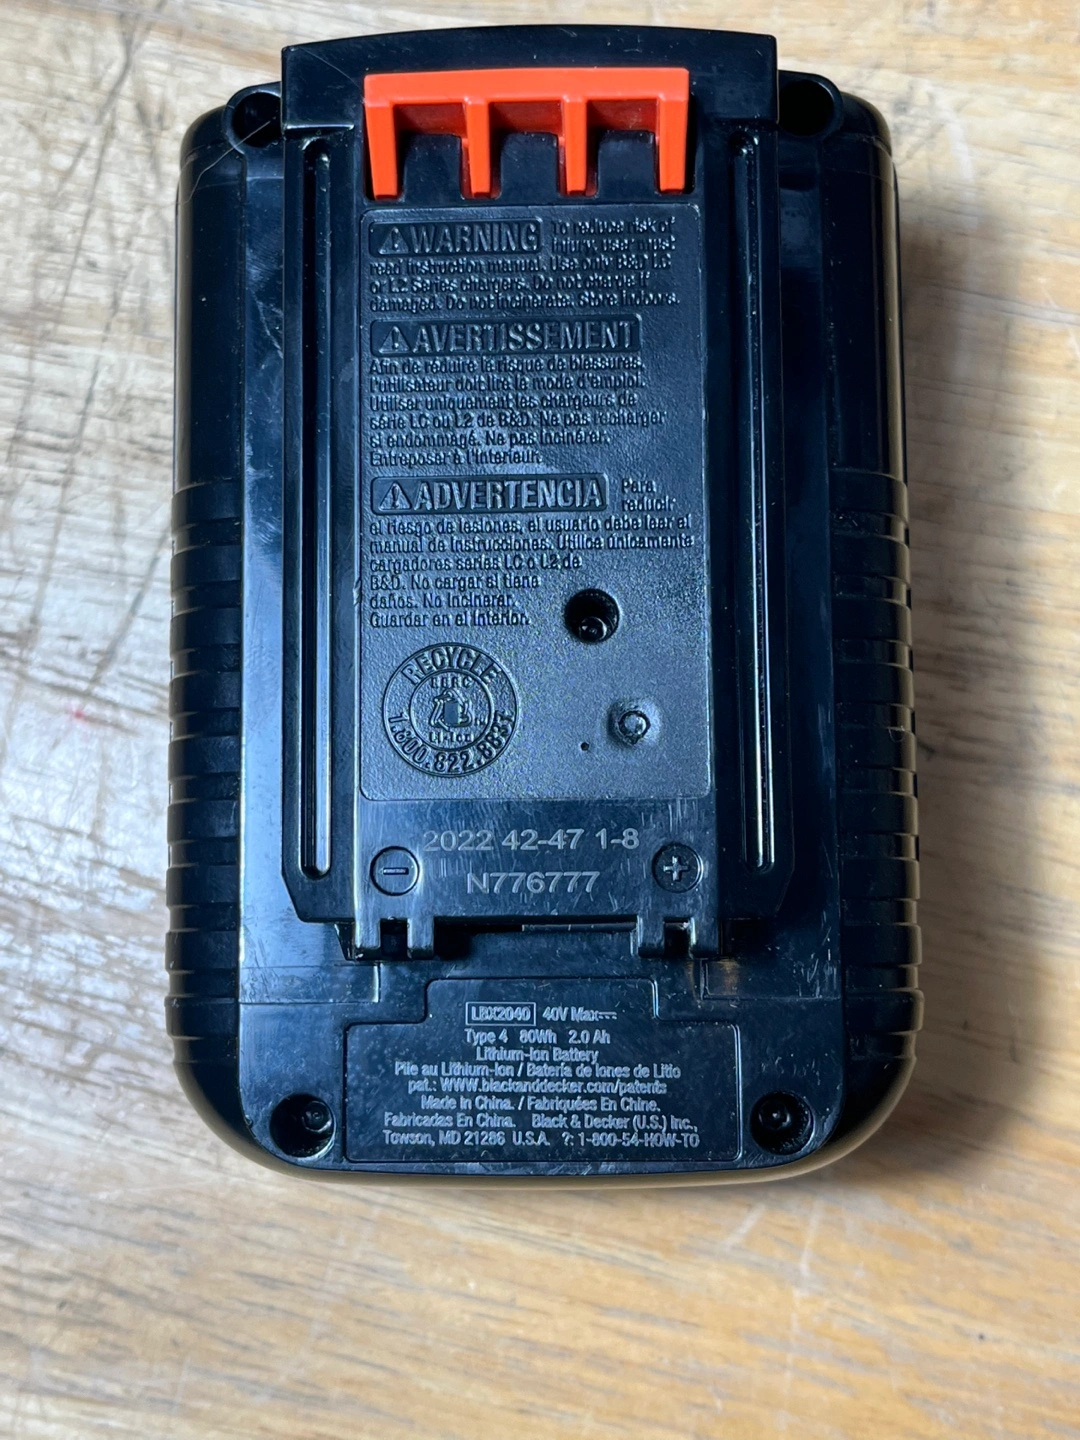 ⚠WARNING To reduce risk of
injury, user must
read instruction manual. Use only B&D LC
or L2 Series chargers. Do not charge if
damaged. Do not incinerate. Store indoors.
⚠AVERTISSEMENT
Afin de réduire le risque de blessures,
l'utilisateur doit lire le mode d'emploi.
Utiliser uniquement les chargeurs de
série LC ou L2 de B&D. Ne pas recharger
si endommagé. Ne pas incinérer.
Entreposer à l'intérieur.
⚠ADVERTENCIA Para
reducir
el riesgo de lesiones, el usuario debe leer el
manual de instrucciones. Utilice únicamente
cargadores series LC o L2 de
B&D. No cargar si tiene
daños. No incinerar.
Guardar en el interior.
RECYCLE
RBRC
Li-ion
1.800.822.8837
2022 42-47 1-8
− N776777 +
LBX2040 40V Max⎓
Type 4 80Wh 2.0 Ah
Lithium-Ion Battery
Pile au Lithium-Ion / Batería de Iones de Litio
pat.: WWW.blackanddecker.com/patents
Made in China. / Fabriquées En Chine.
Fabricadas En China. Black & Decker (U.S.) Inc.,
Towson, MD 21286 U.S.A. ?: 1-800-54-HOW-TO